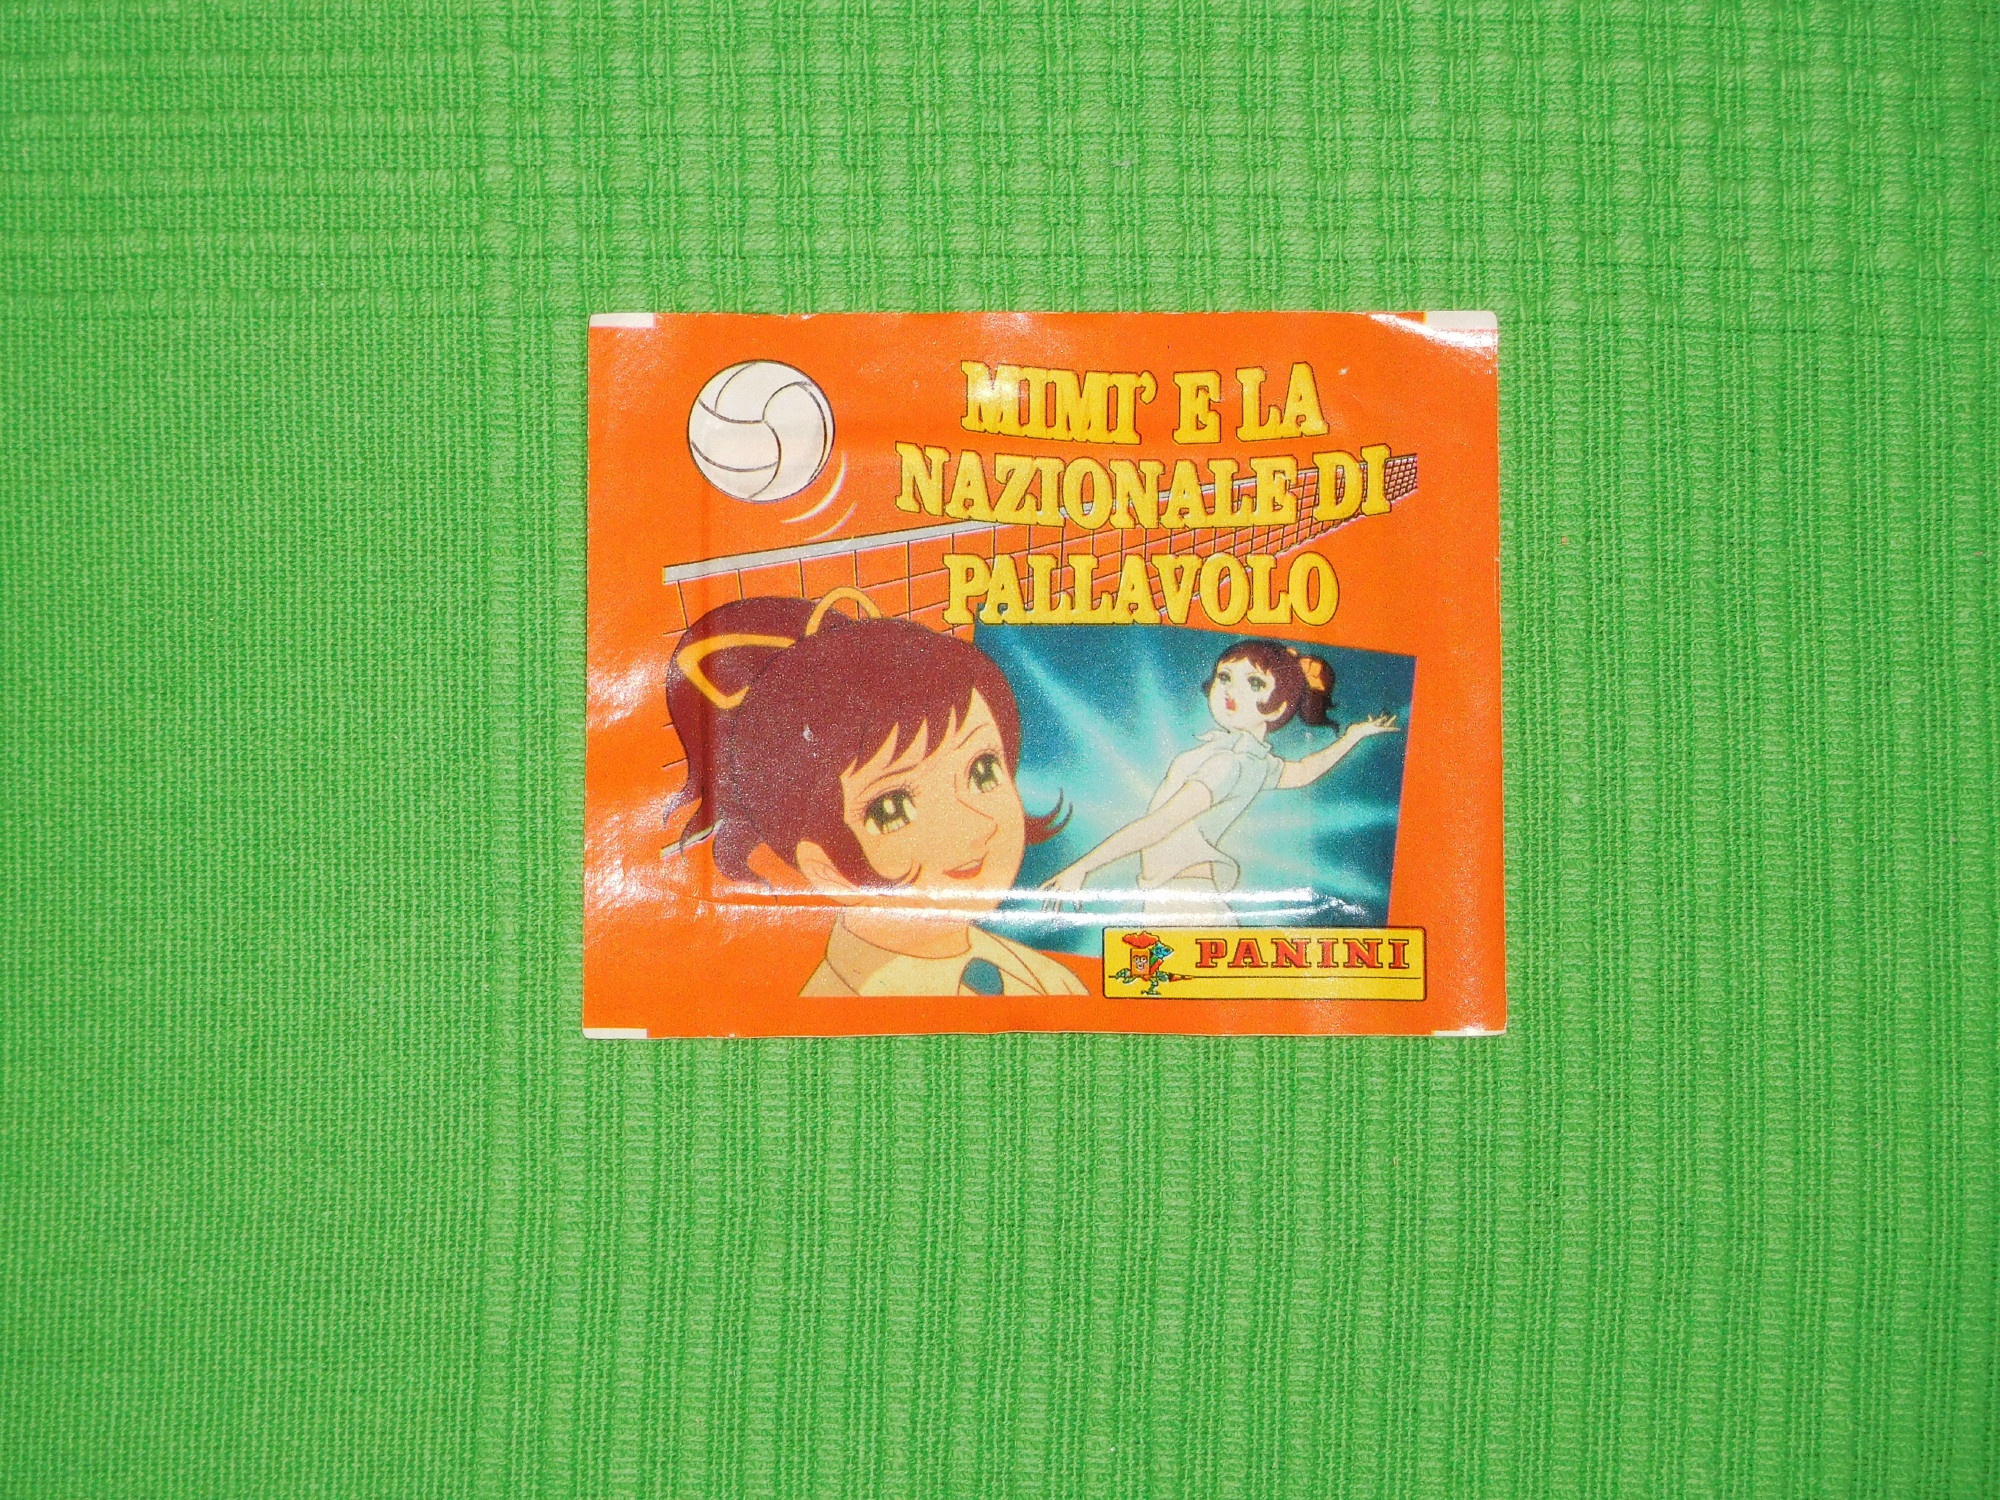 MIMI' E LA
NAZIONALE DI
PALLAVOLO
PANINI